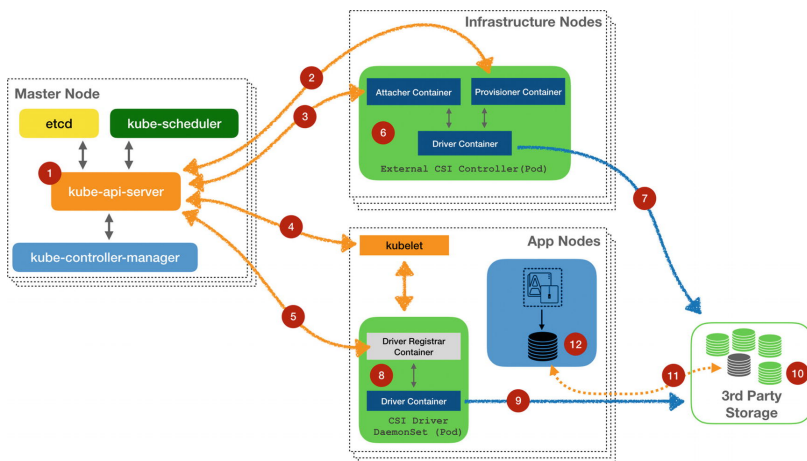 Infrastructure Nodes
2
Master Node
etcd
kube-scheduler
3
Attacher Container
Provisioner Container
6
Driver Container
External CSI Controller(Pod)
1
kube-api-server
7
4
kube-controller-manager
kubelet
App Nodes
5
Driver Registrar
Container
8
12
Driver Container
9
CSI Driver
DaemonSet (Pod)
11
10
3rd Party
Storage